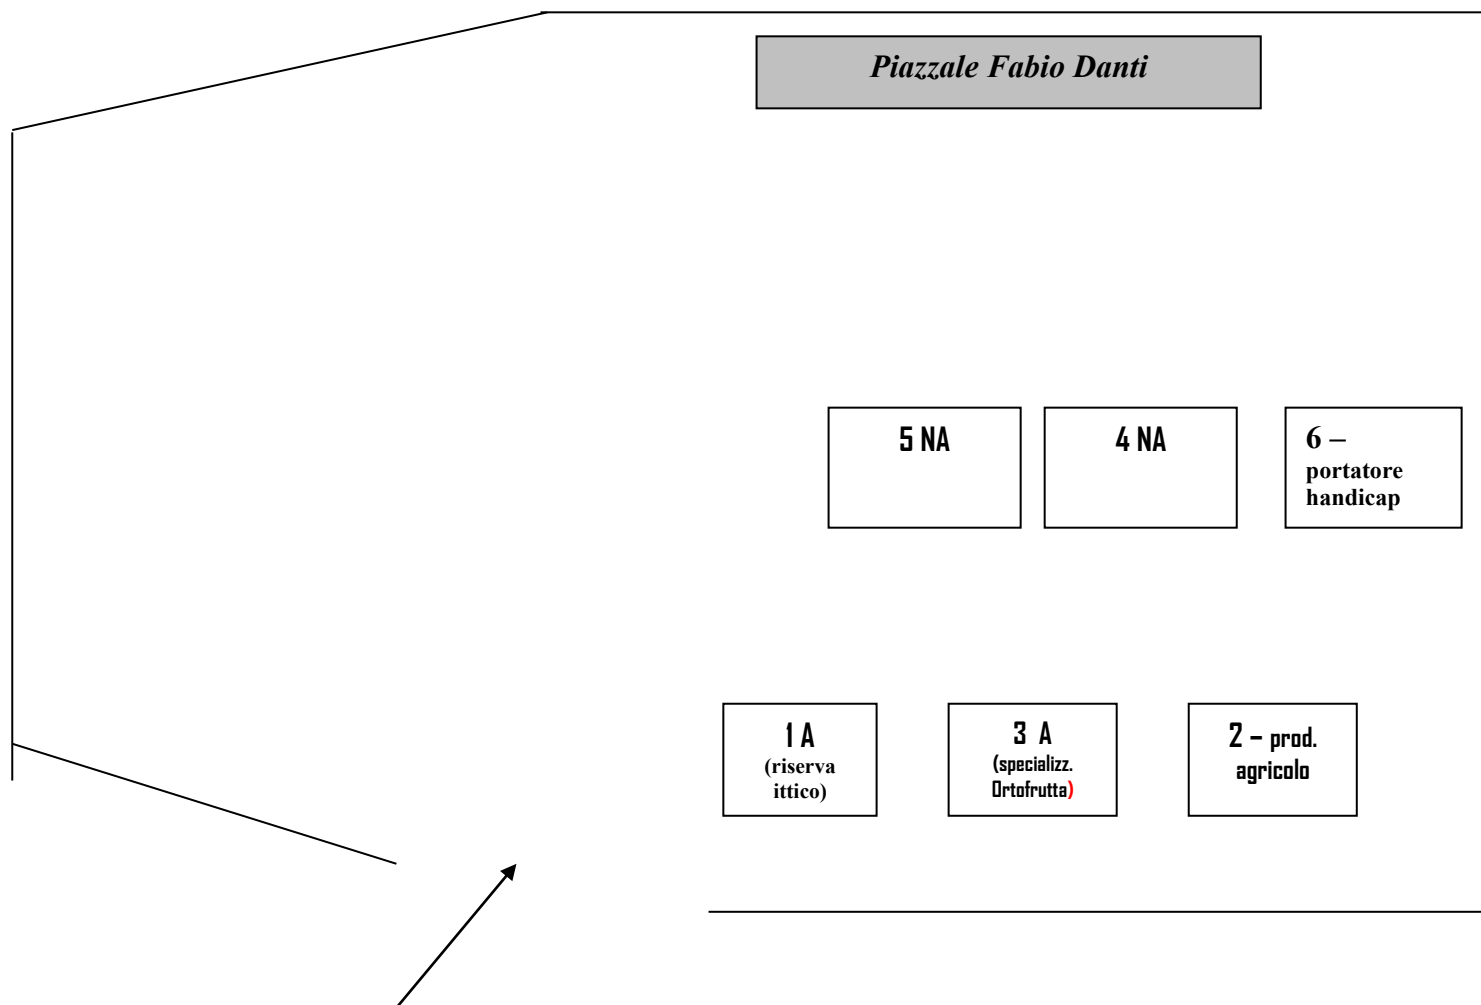 Piazzale Fabio Danti
5 NA
4 NA
6 –
portatore
handicap
1 A
(riserva
ittico)
3 A
(specializz.
Ortofrutta)
2 – prod.
agricolo